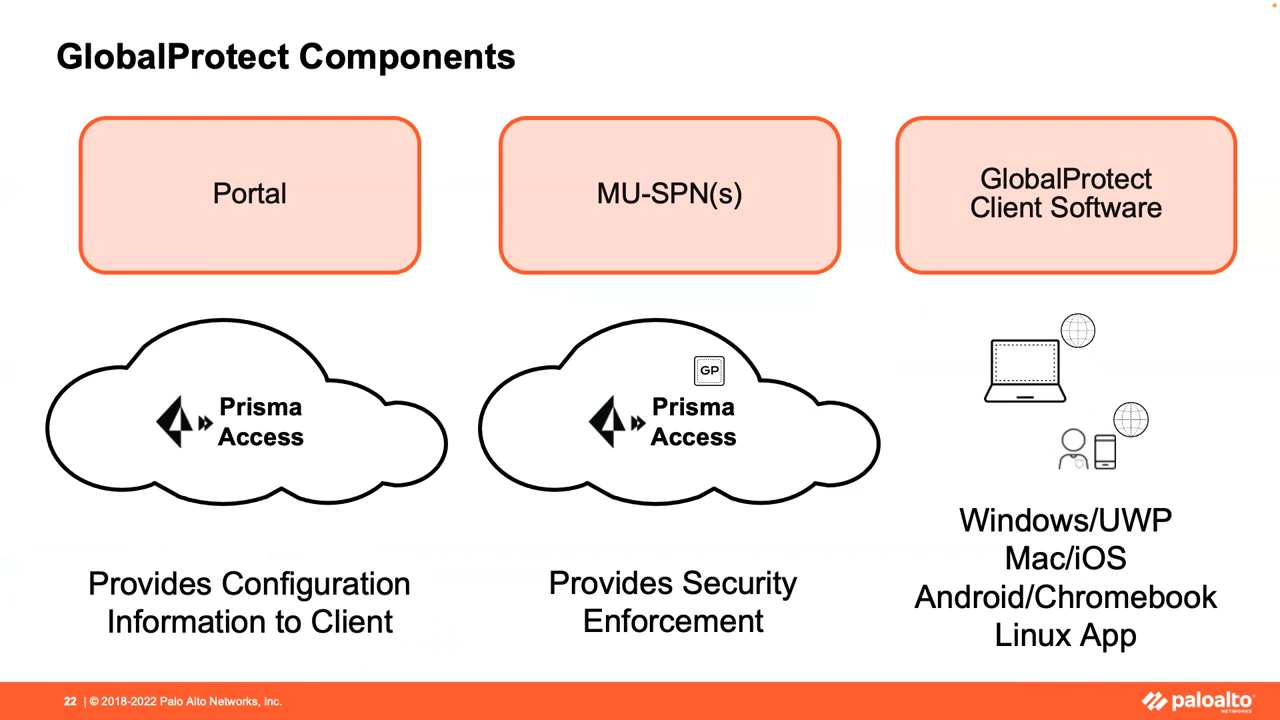 GlobalProtect Components
Portal
MU-SPN(s)
GlobalProtect
Client Software
Prisma
Access
GP
Prisma
Access
Provides Configuration
Information to Client
Provides Security
Enforcement
Windows/UWP
Mac/iOS
Android/Chromebook
Linux App
22 | © 2018-2022 Palo Alto Networks, Inc.
paloalto
NETWORKS